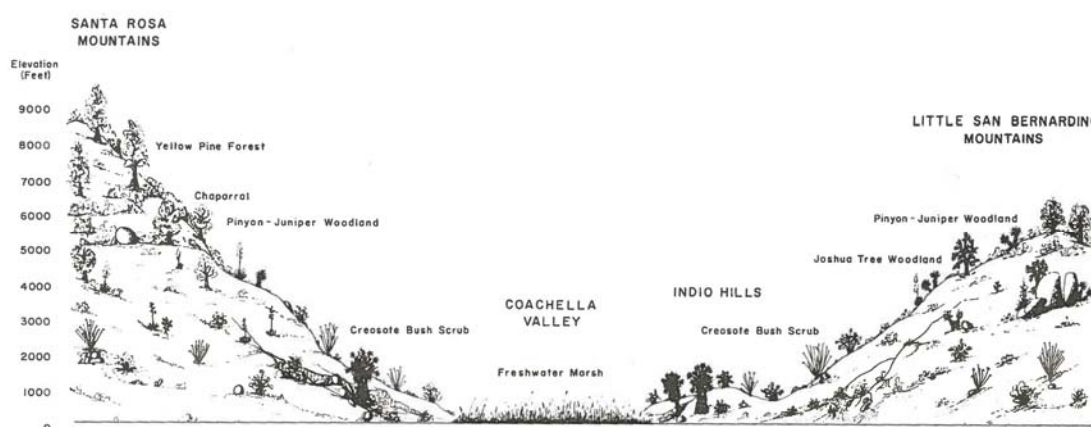 SANTA ROSA
MOUNTAINS
Elevation
(Feet)
9000
8000
7000
6000
5000
4000
3000
2000
1000
0
Yellow Pine Forest
Chaparral
Pinyon-Juniper Woodland
Creosote Bush Scrub
COACHELLA
VALLEY
Freshwater Marsh
INDIO HILLS
Creosote Bush Scrub
LITTLE SAN BERNARDINO
MOUNTAINS
Pinyon-Juniper Woodland
Joshua Tree Woodland